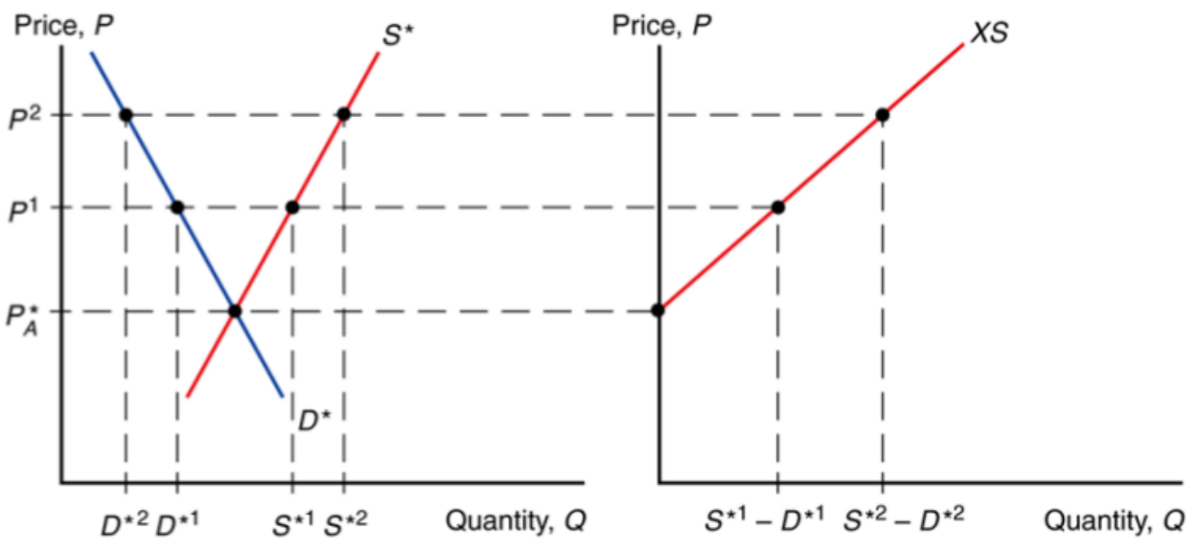 Price, P
S*
Price, P
XS
P²
P¹
P*A
D*
D*² D*¹
S*¹ S*²
Quantity, Q
S*¹ – D*¹
S*² – D*²
Quantity, Q